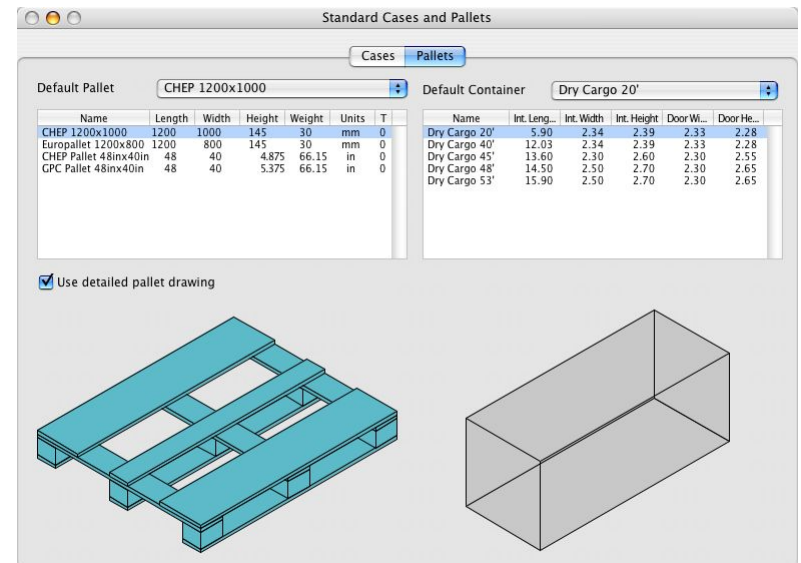 Standard Cases and Pallets
Cases Pallets
Default Pallet CHEP 1200x1000
Name Length Width Height Weight Units T
CHEP 1200x1000 1200 1000 145 30 mm 0
Europallet 1200x800 1200 800 145 30 mm 0
CHEP Pallet 48inx40in 48 40 4.875 66.15 in 0
GPC Pallet 48inx40in 48 40 5.375 66.15 in 0
Default Container Dry Cargo 20'
Name Int. Leng... Int. Width Int. Height Door Wi... Door He...
Dry Cargo 20' 5.90 2.34 2.39 2.33 2.28
Dry Cargo 40' 12.03 2.34 2.39 2.33 2.28
Dry Cargo 45' 13.60 2.30 2.60 2.30 2.55
Dry Cargo 48' 14.50 2.50 2.70 2.30 2.65
Dry Cargo 53' 15.90 2.50 2.70 2.30 2.65
Use detailed pallet drawing